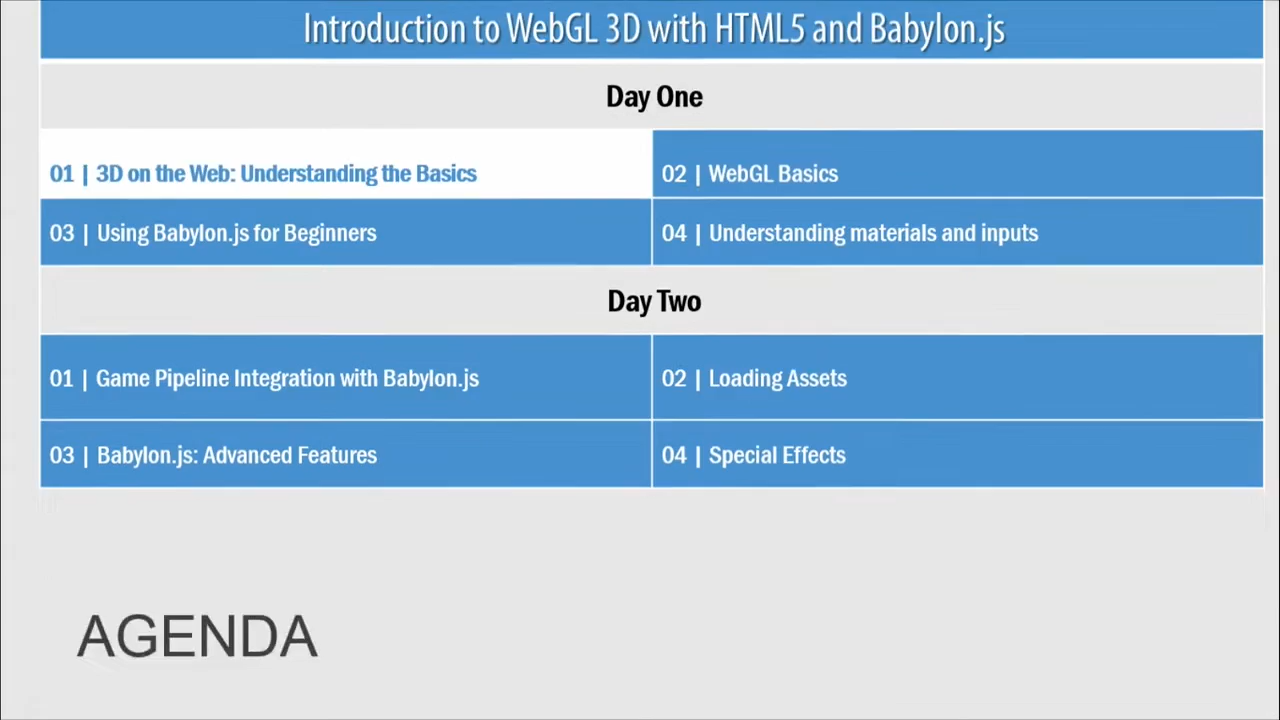 Introduction to WebGL 3D with HTML5 and Babylon.js
Day One
01 | 3D on the Web: Understanding the Basics
02 | WebGL Basics
03 | Using Babylon.js for Beginners
04 | Understanding materials and inputs
Day Two
01 | Game Pipeline Integration with Babylon.js
02 | Loading Assets
03 | Babylon.js: Advanced Features
04 | Special Effects
AGENDA